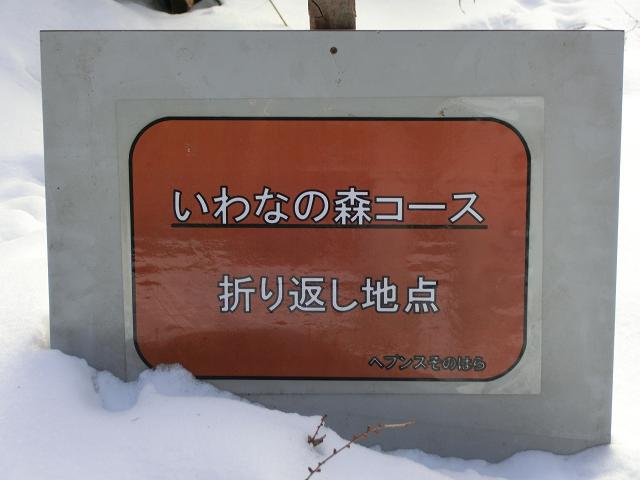 いわなの森コース
折り返し地点
ヘブンスそのはら